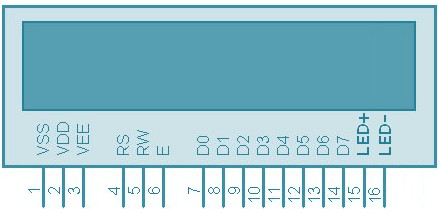 VSS VDD VEE RS RW E D0 D1 D2 D3 D4 D5 D6 D7 LED+ LED-
1 2 3 4 5 6 7 8 9 10 11 12 13 14 15 16